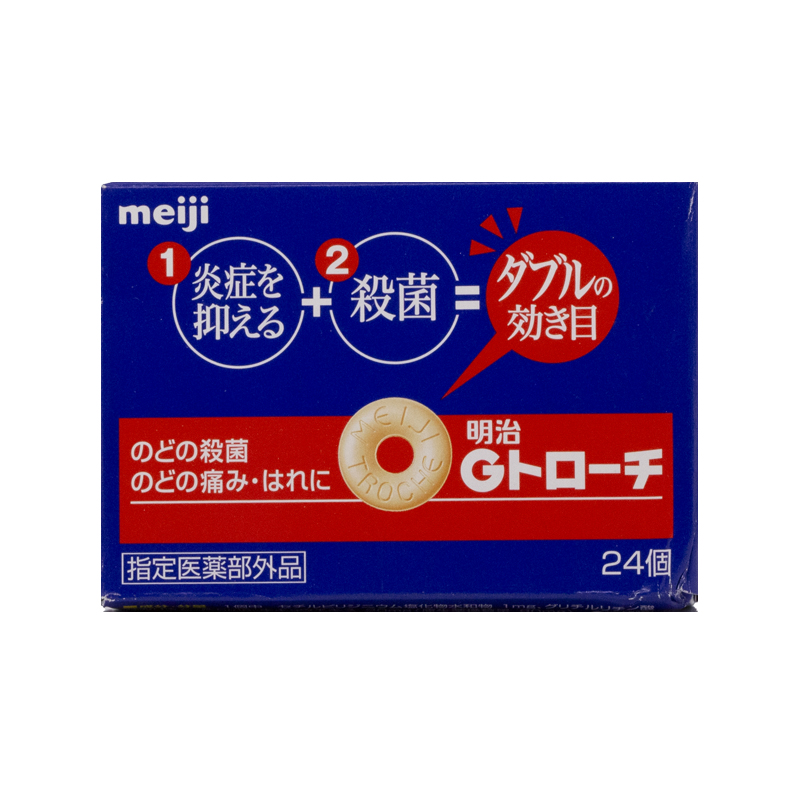 meiji
1
炎症を
抑える
+
2
殺菌
=
ダブルの
効き目
MEIJI
TROCHE
のどの殺菌
のどの痛み・はれに
明治
Gトローチ
指定医薬部外品
24個